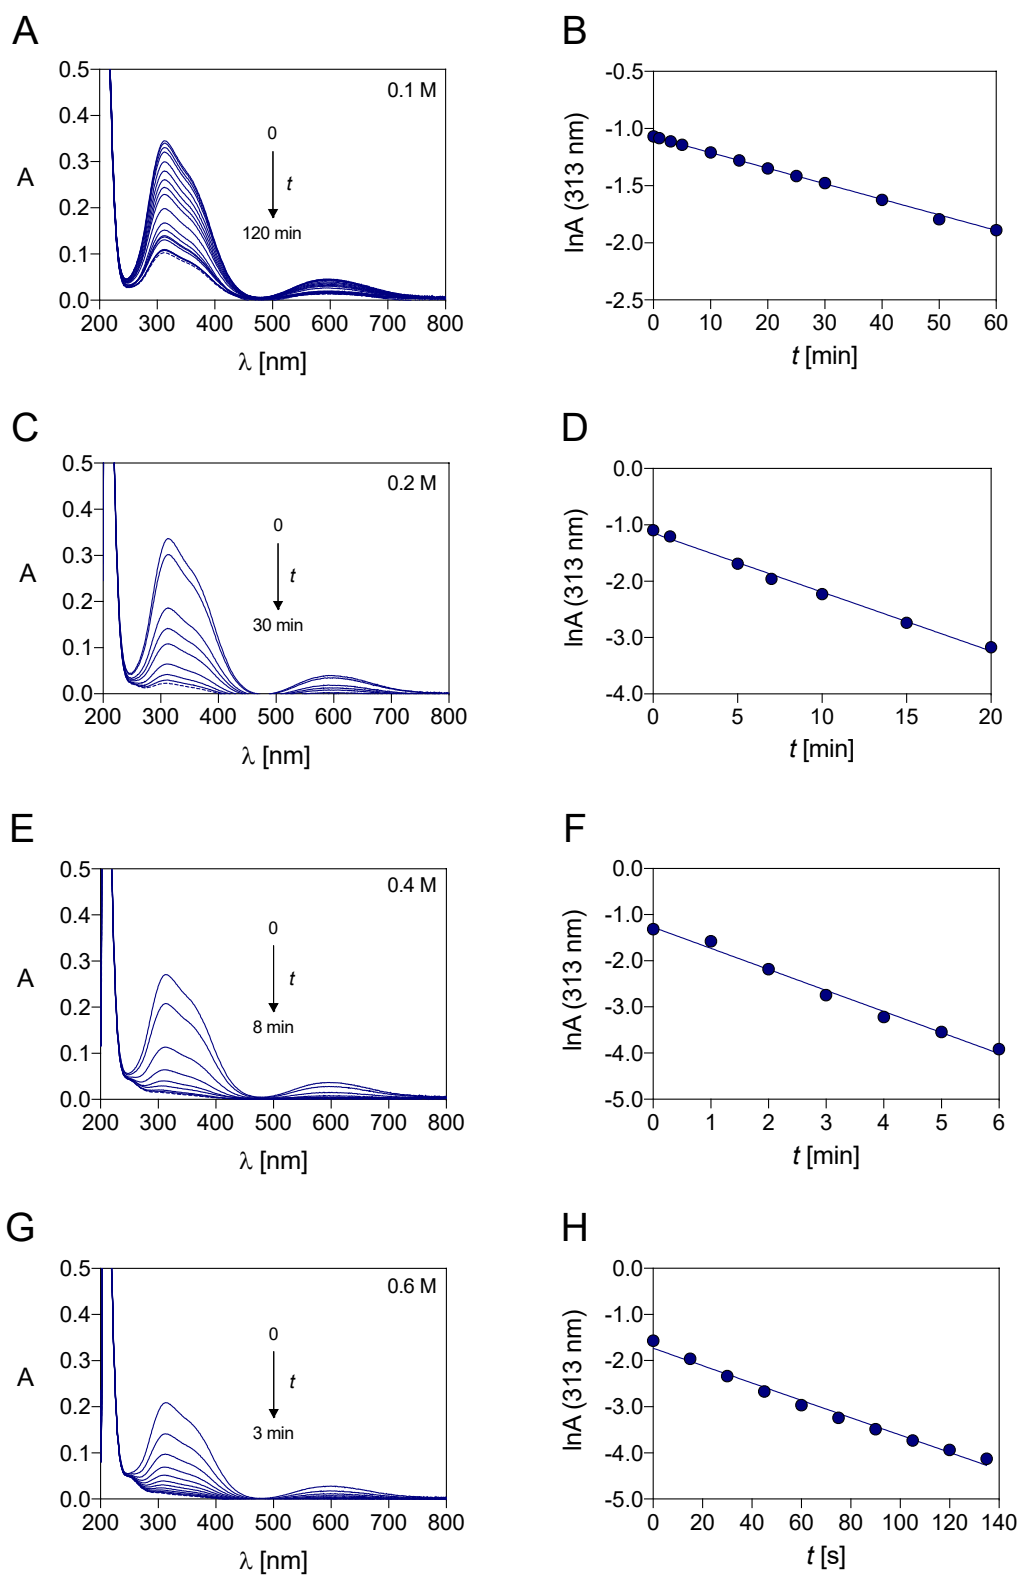 A
B
0.5
0.4
0.3
0.2
0.1
0.0
A
200 300 400 500 600 700 800
λ [nm]
0.1 M
0
t
120 min
-0.5
-1.0
-1.5
-2.0
-2.5
lnA (313 nm)
0 10 20 30 40 50 60
t [min]
C
D
0.5
0.4
0.3
0.2
0.1
0.0
A
200 300 400 500 600 700 800
λ [nm]
0.2 M
0
t
30 min
0.0
-1.0
-2.0
-3.0
-4.0
lnA (313 nm)
0 5 10 15 20
t [min]
E
F
0.5
0.4
0.3
0.2
0.1
0.0
A
200 300 400 500 600 700 800
λ [nm]
0.4 M
0
t
8 min
0.0
-1.0
-2.0
-3.0
-4.0
-5.0
lnA (313 nm)
0 1 2 3 4 5 6
t [min]
G
H
0.5
0.4
0.3
0.2
0.1
0.0
A
200 300 400 500 600 700 800
λ [nm]
0.6 M
0
t
3 min
0.0
-1.0
-2.0
-3.0
-4.0
-5.0
lnA (313 nm)
0 20 40 60 80 100 120 140
t [s]